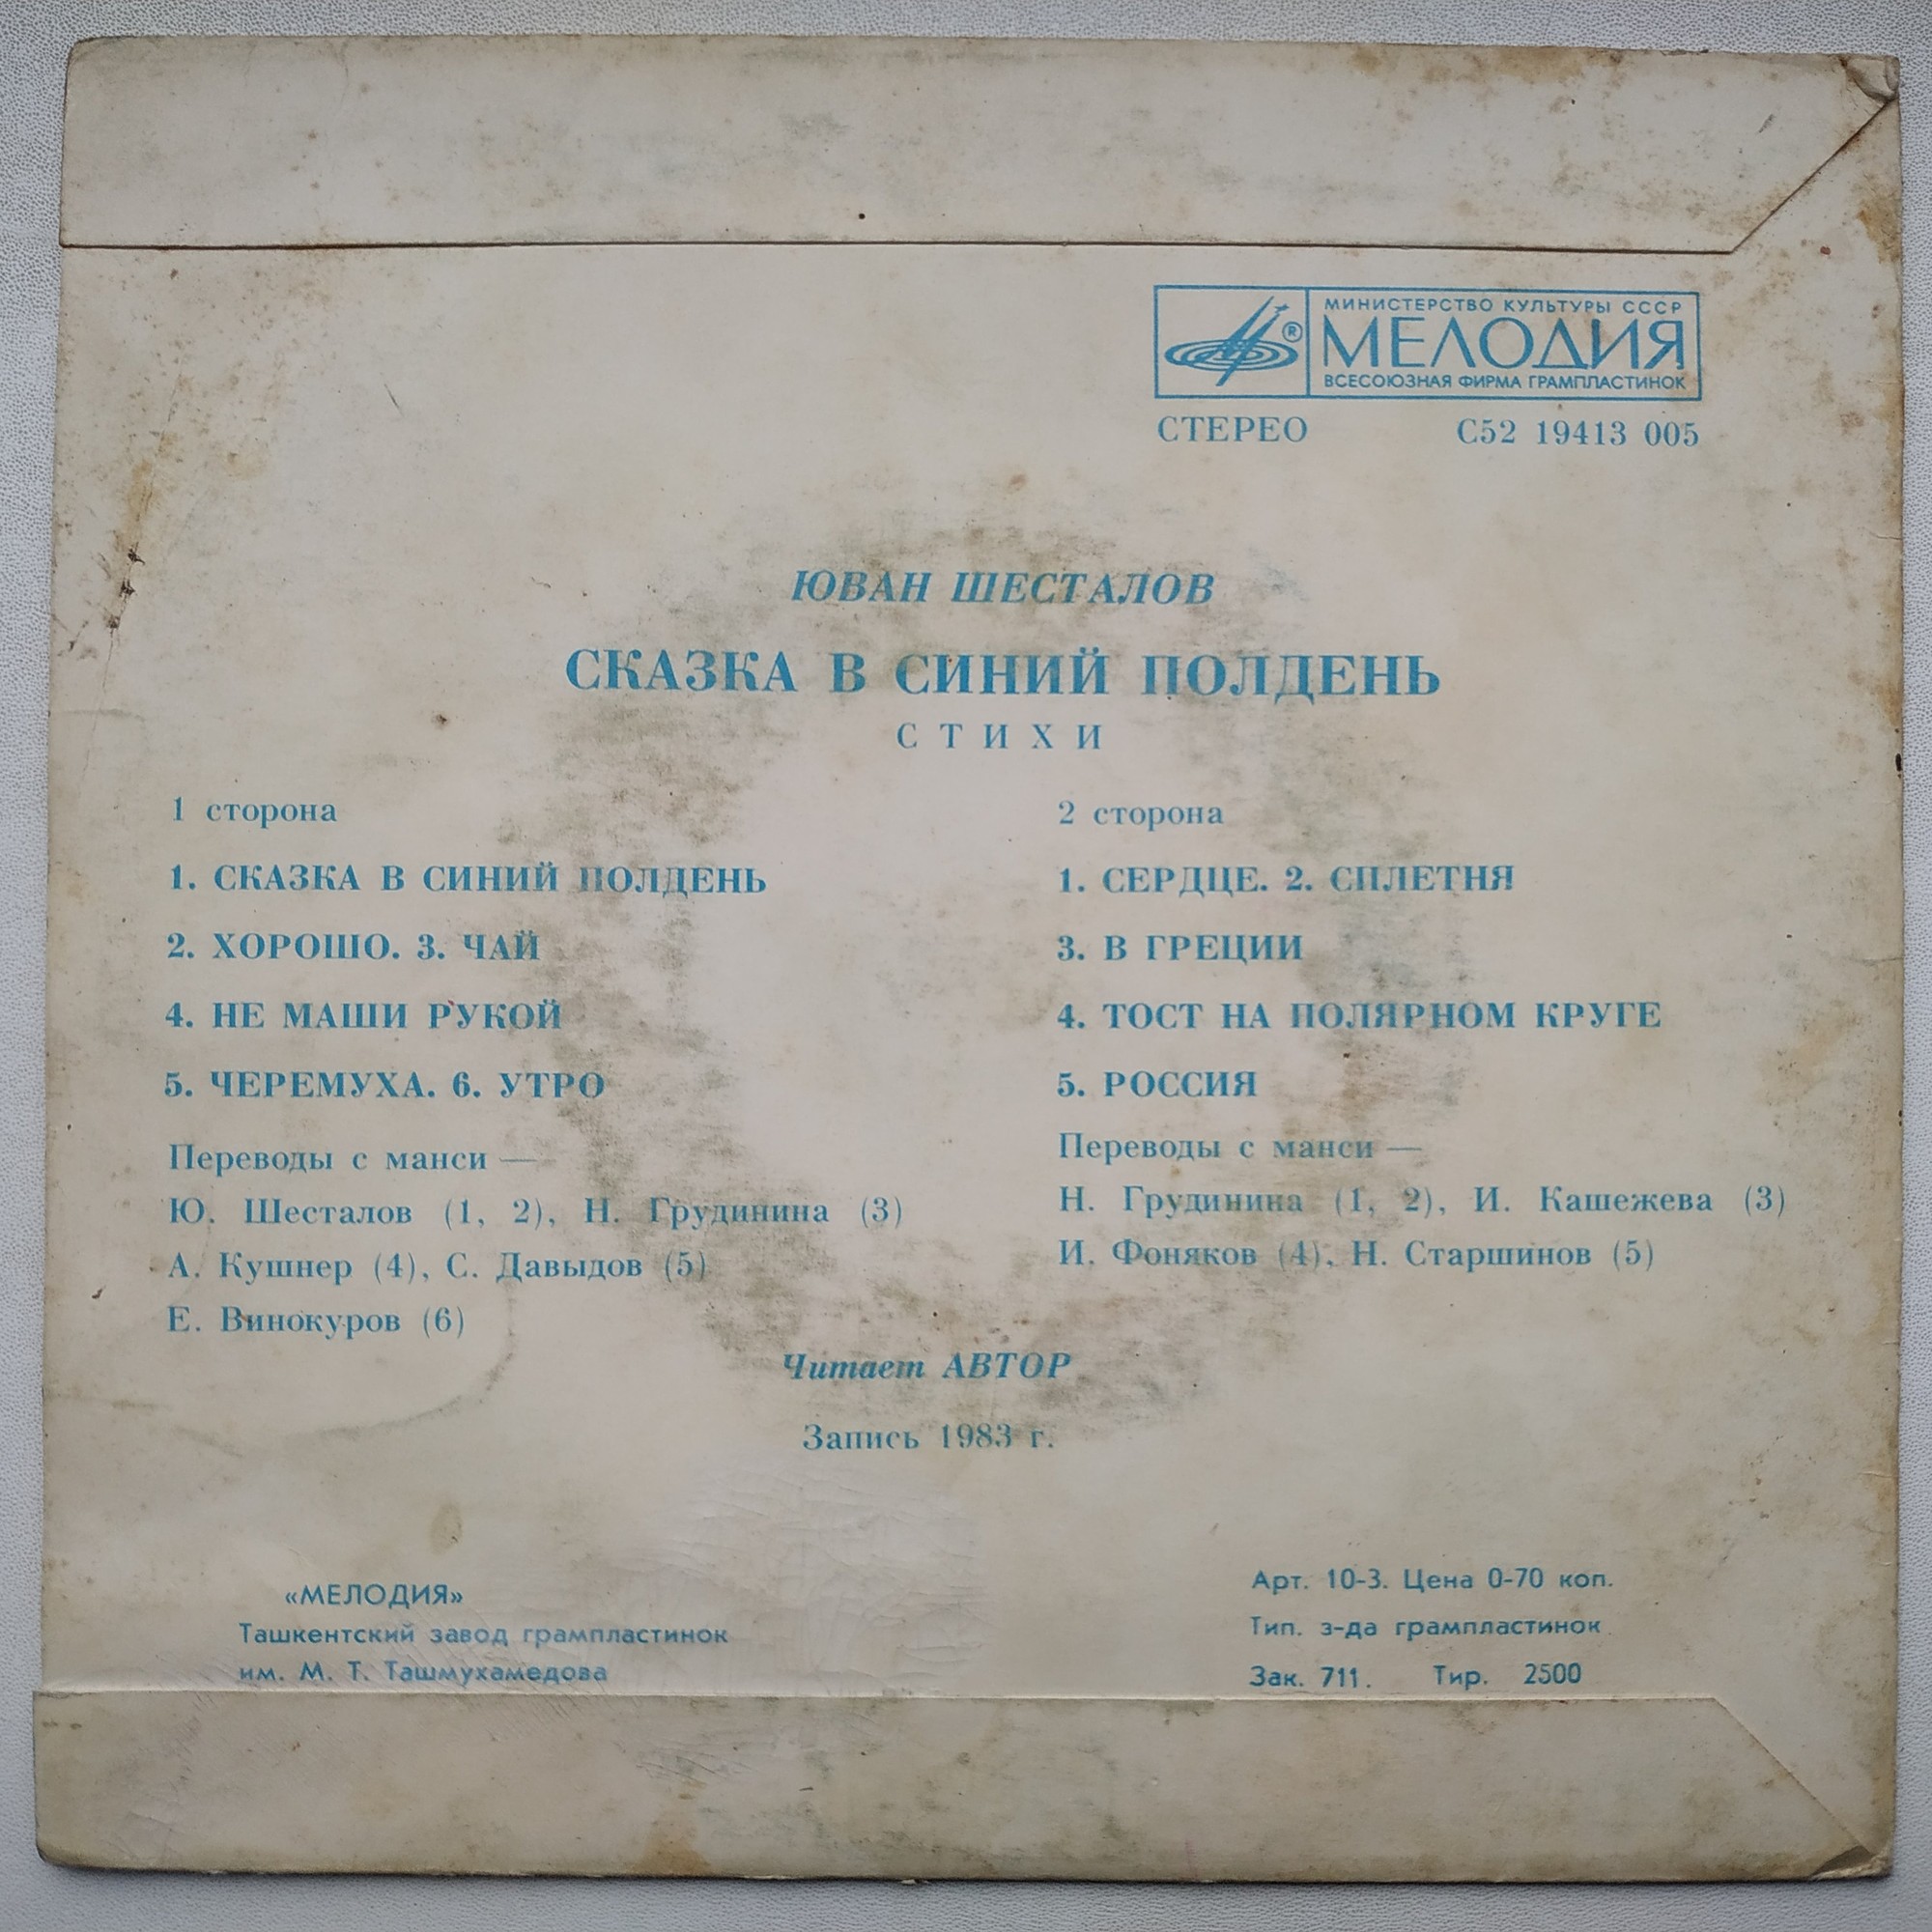 МИНИСТЕРСТВО КУЛЬТУРЫ СССР
МЕЛОДИЯ
ВСЕСОЮЗНАЯ ФИРМА ГРАМПЛАСТИНОК
СТЕРЕО С52 19413 005
ЮВАН ШЕСТАЛОВ
СКАЗКА В СИНИЙ ПОЛДЕНЬ
СТИХИ
1 сторона
1. СКАЗКА В СИНИЙ ПОЛДЕНЬ
2. ХОРОШО. 3. ЧАЙ
4. НЕ МАШИ РУКОЙ
5. ЧЕРЕМУХА. 6. УТРО
Переводы с манси —
Ю. Шесталов (1, 2), Н. Грудинина (3)
А. Кушнер (4), С. Давыдов (5)
Е. Винокуров (6)
2 сторона
1. СЕРДЦЕ. 2. СПЛЕТНЯ
3. В ГРЕЦИИ
4. ТОСТ НА ПОЛЯРНОМ КРУГЕ
5. РОССИЯ
Переводы с манси —
Н. Грудинина (1, 2), И. Кашежева (3)
И. Фоняков (4), Н. Старшинов (5)
Читает АВТОР
Запись 1983 г.
«МЕЛОДИЯ»
Ташкентский завод грампластинок
им. М. Т. Ташмухамедова
Арт. 10-3. Цена 0-70 коп.
Тип. з-да грампластинок
Зак. 711. Тир. 2500